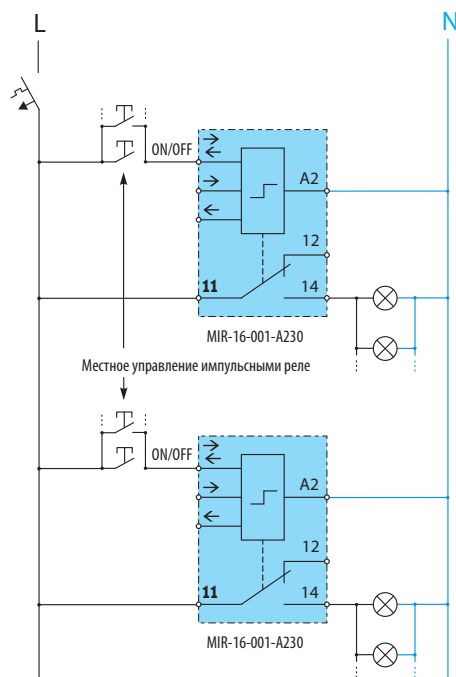 L
N
ON/OFF
A2
12
11
14
MIR-16-001-A230
Местное управление импульсными реле
ON/OFF
A2
12
11
14
MIR-16-001-A230